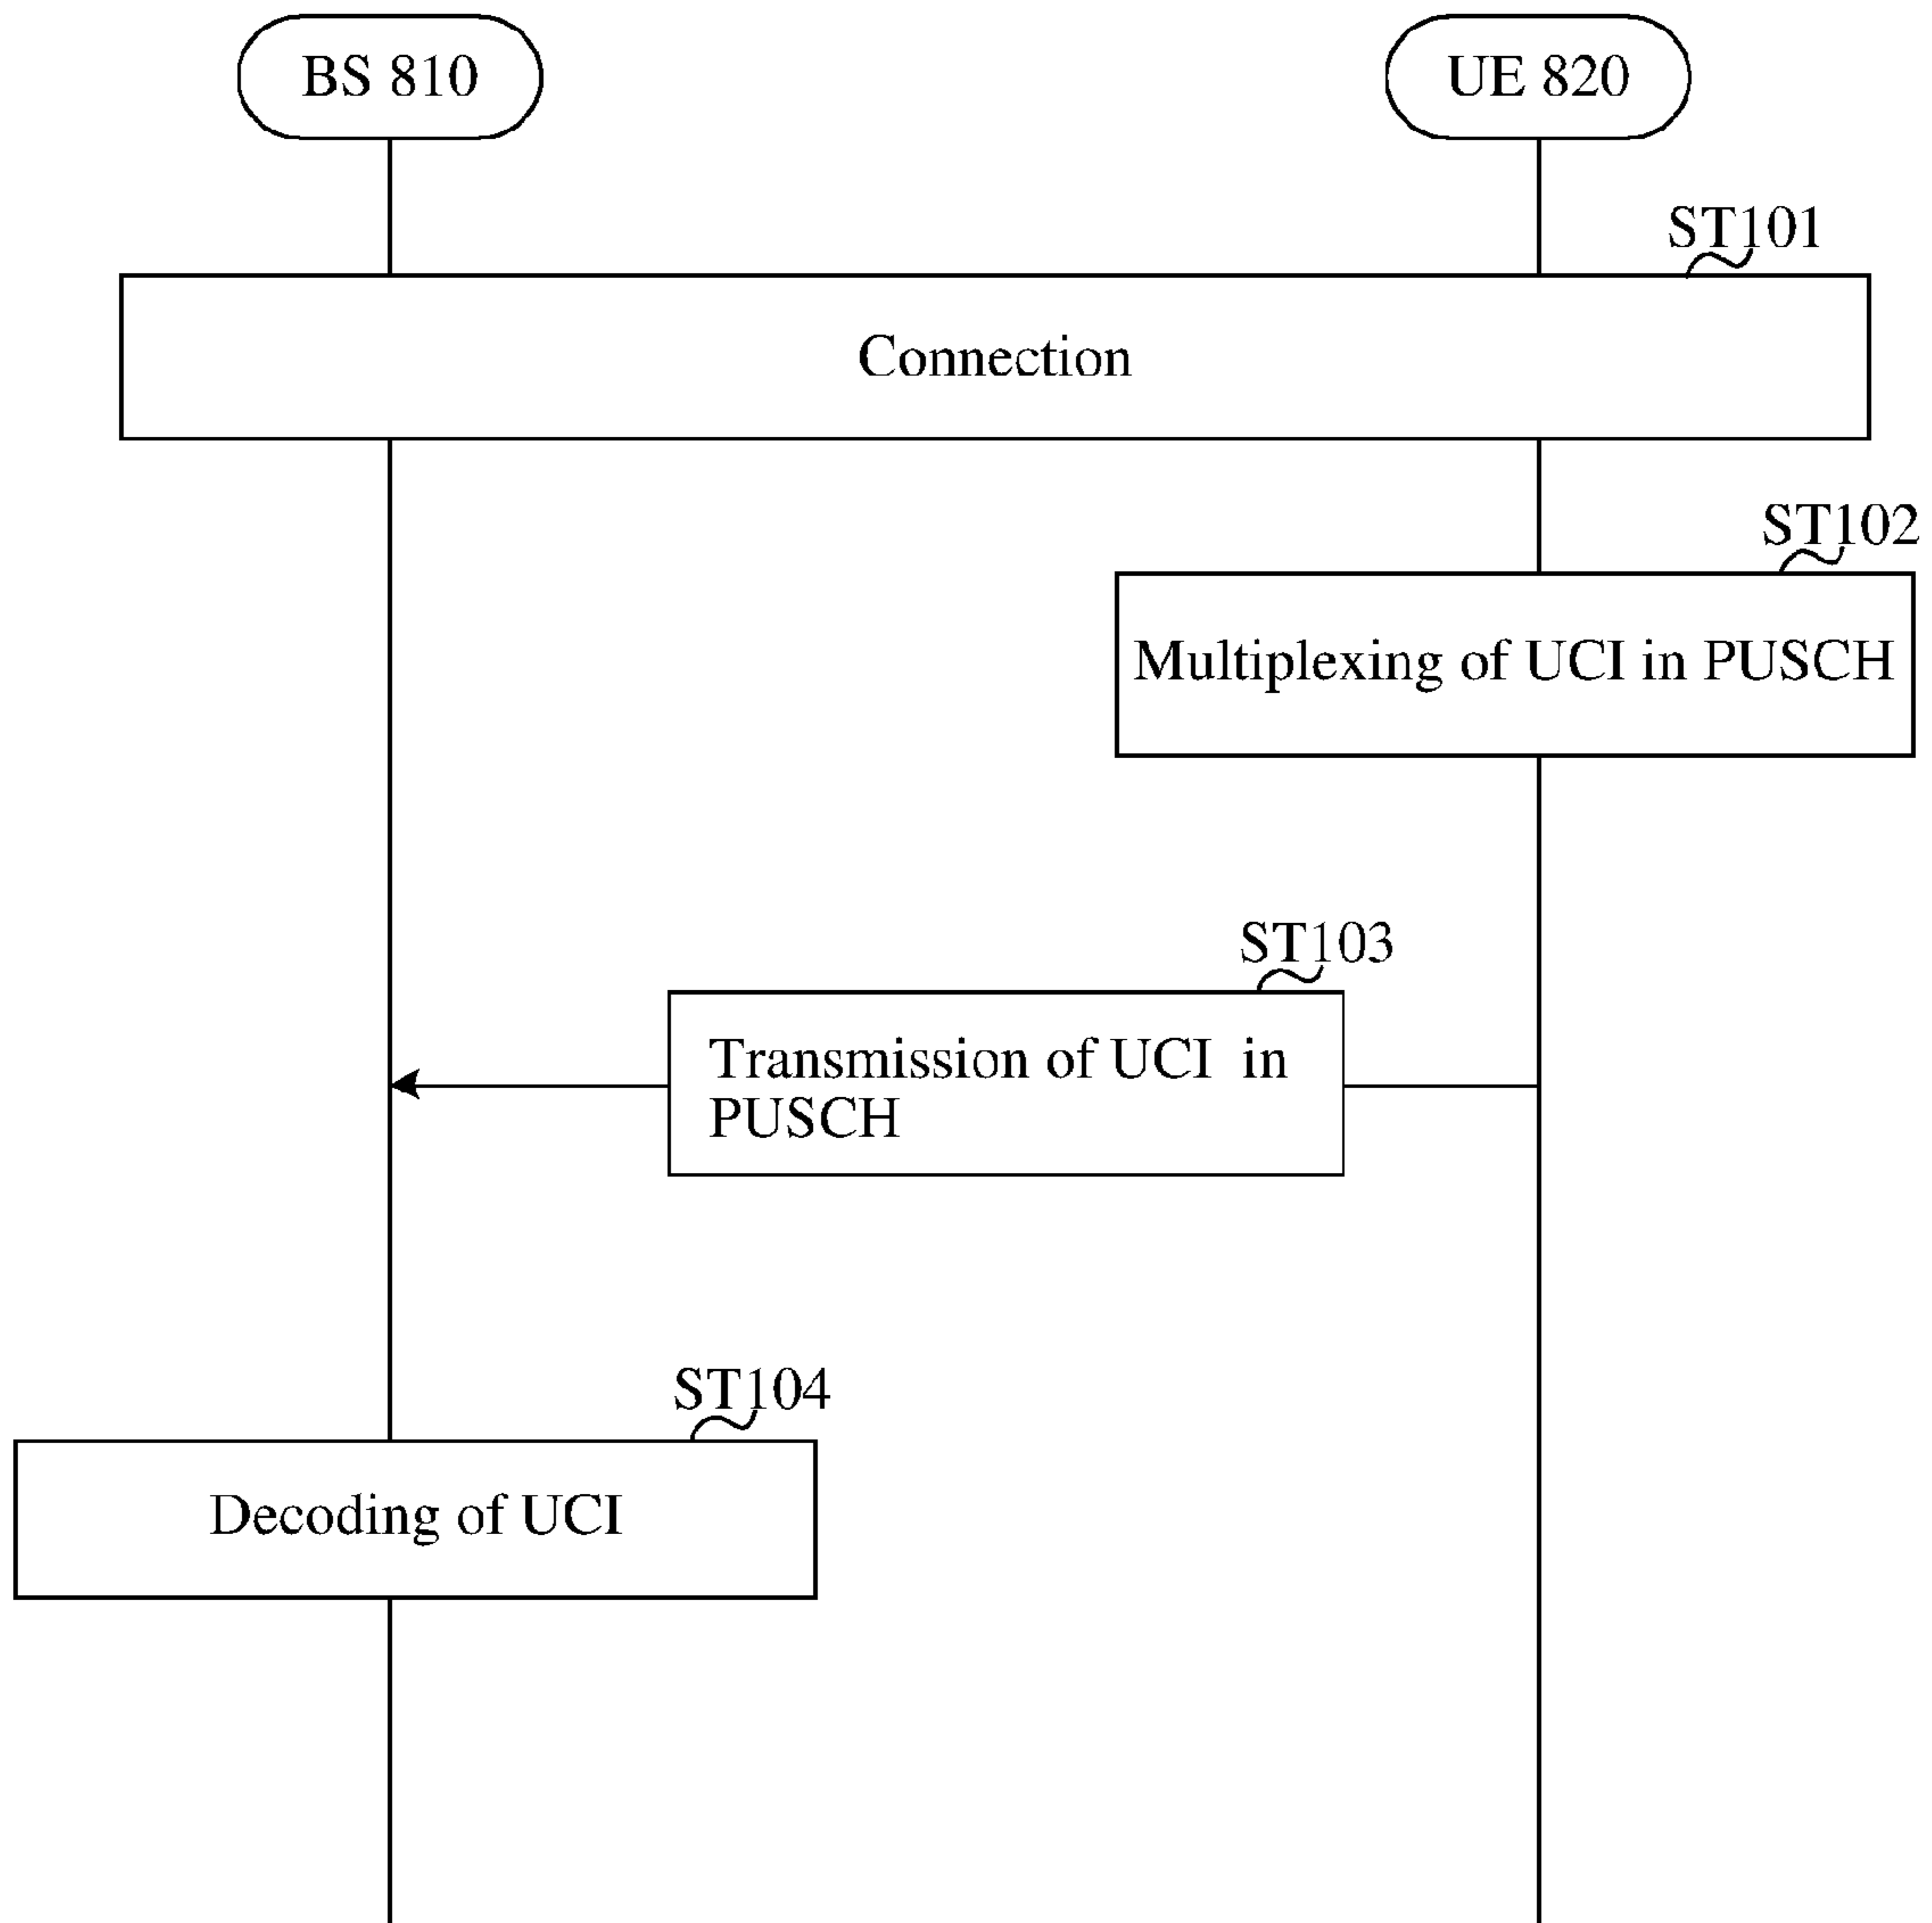 BS 810
UE 820
ST101
Connection
ST102
Multiplexing of UCI in PUSCH
ST103
Transmission of UCI in
PUSCH
ST104
Decoding of UCI